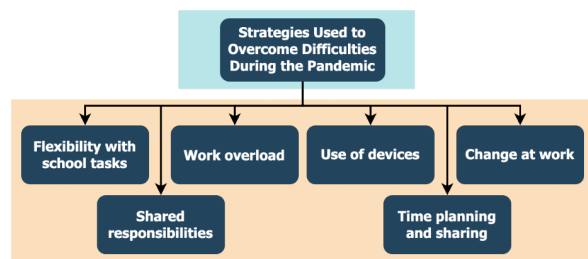 Strategies Used to
Overcome Difficulties
During the Pandemic
Flexibility with
school tasks
Work overload
Use of devices
Change at work
Shared
responsibilities
Time planning
and sharing